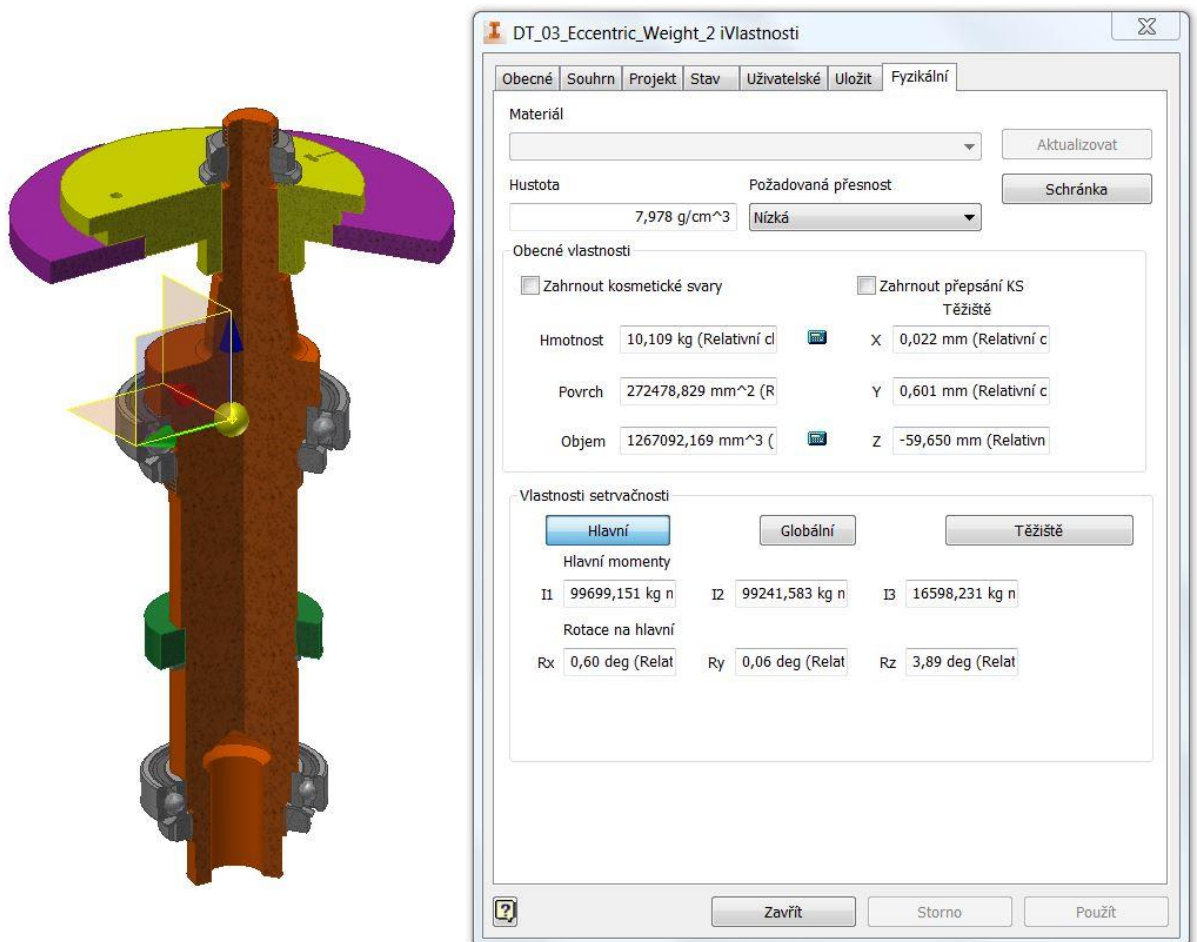 DT_03_Eccentric_Weight_2 iVlastnosti
Obecné Souhrn Projekt Stav Uživatelské Uložit Fyzikální
Materiál
Aktualizovat
Hustota Požadovaná přesnost
Schránka
7,978 g/cm^3 Nízká
Obecné vlastnosti
Zahrnout kosmetické svary Zahrnout přepsání KS
Těžiště
Hmotnost 10,109 kg (Relativní cl X 0,022 mm (Relativní c
Povrch 272478,829 mm^2 (R Y 0,601 mm (Relativní c
Objem 1267092,169 mm^3 ( Z -59,650 mm (Relativn
Vlastnosti setrvačnosti
Hlavní Globální Těžiště
Hlavní momenty
I1 99699,151 kg n I2 99241,583 kg n I3 16598,231 kg n
Rotace na hlavní
Rx 0,60 deg (Relat Ry 0,06 deg (Relat Rz 3,89 deg (Relat
Zavřít Storno Použít